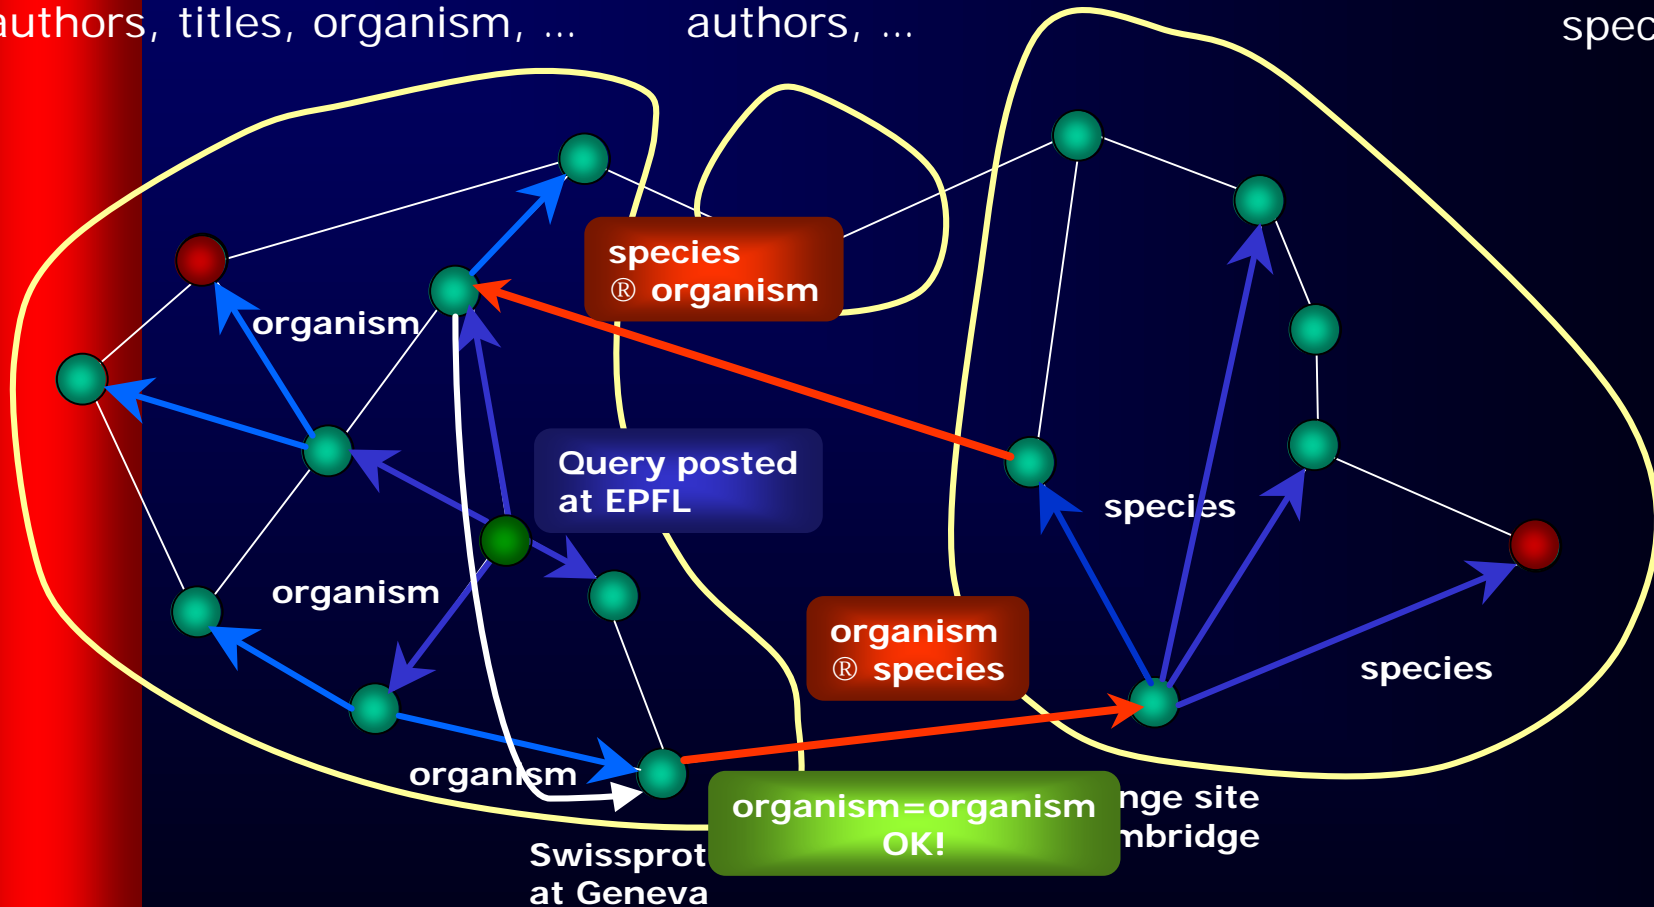 authors, titles, organism, ...
authors, ...
spec
species
® organism
organism
Query posted
at EPFL
species
organism
organism
® species
species
organism
organism=organism
OK!
nge site
mbridge
Swissprot
at Geneva